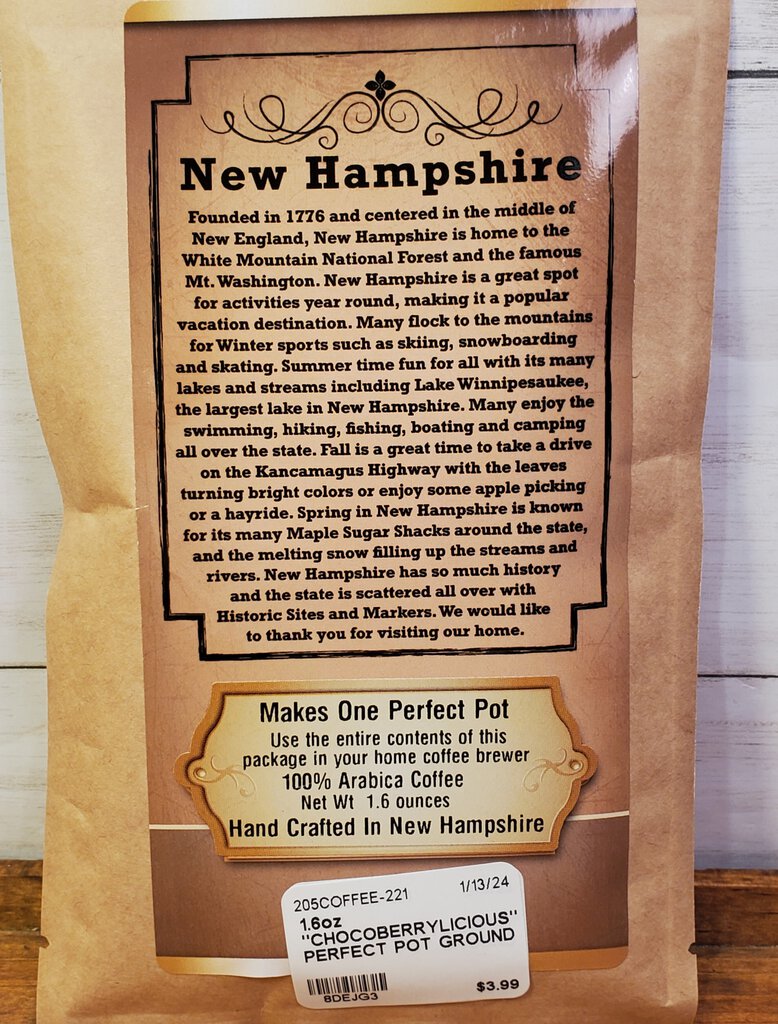 New Hampshire
Founded in 1776 and centered in the middle of
New England, New Hampshire is home to the
White Mountain National Forest and the famous
Mt. Washington. New Hampshire is a great spot
for activities year round, making it a popular
vacation destination. Many flock to the mountains
for Winter sports such as skiing, snowboarding
and skating. Summer time fun for all with its many
lakes and streams including Lake Winnipesaukee,
the largest lake in New Hampshire. Many enjoy the
swimming, hiking, fishing, boating and camping
all over the state. Fall is a great time to take a drive
on the Kancamagus Highway with the leaves
turning bright colors or enjoy some apple picking
or a hayride. Spring in New Hampshire is known
for its many Maple Sugar Shacks around the state,
and the melting snow filling up the streams and
rivers. New Hampshire has so much history
and the state is scattered all over with
Historic Sites and Markers. We would like
to thank you for visiting our home.
Makes One Perfect Pot
Use the entire contents of this
package in your home coffee brewer
100% Arabica Coffee
Net Wt 1.6 ounces
Hand Crafted In New Hampshire
205COFFEE-221 1/13/24
1.6oz
"CHOCOBERRYLICIOUS"
PERFECT POT GROUND
8DEJG3 $3.99